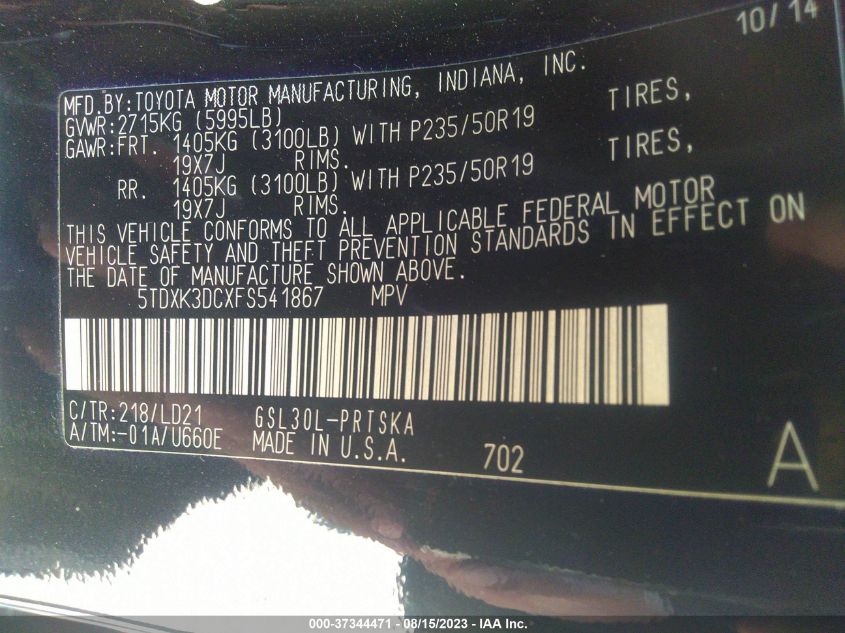 10/14
MFD.BY:TOYOTA MOTOR MANUFACTURING, INDIANA, INC.
GVWR:2715KG (5995LB)
GAWR:FRT. 1405KG (3100LB) WITH P235/50R19 TIRES,
19X7J RIMS.
RR. 1405KG (3100LB) WITH P235/50R19 TIRES,
19X7J RIMS.
THIS VEHICLE CONFORMS TO ALL APPLICABLE FEDERAL MOTOR
VEHICLE SAFETY AND THEFT PREVENTION STANDARDS IN EFFECT ON
THE DATE OF MANUFACTURE SHOWN ABOVE.
5TDXK3DCXFS541867 MPV
C/TR:218/LD21 GSL30L-PRTSKA
A/TM:-01A/U660E MADE IN U.S.A. 702 A
000-37344471 - 08/15/2023 - IAA Inc.